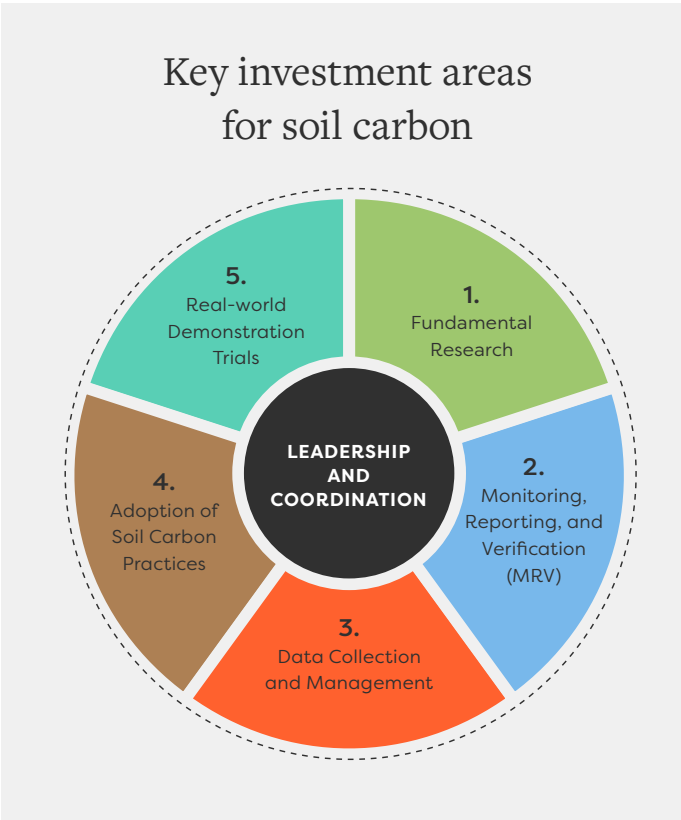 Key investment areas
for soil carbon
1.
Fundamental
Research
2.
Monitoring,
Reporting, and
Verification
(MRV)
3.
Data Collection
and Management
4.
Adoption of
Soil Carbon
Practices
5.
Real-world
Demonstration
Trials
LEADERSHIP
AND
COORDINATION